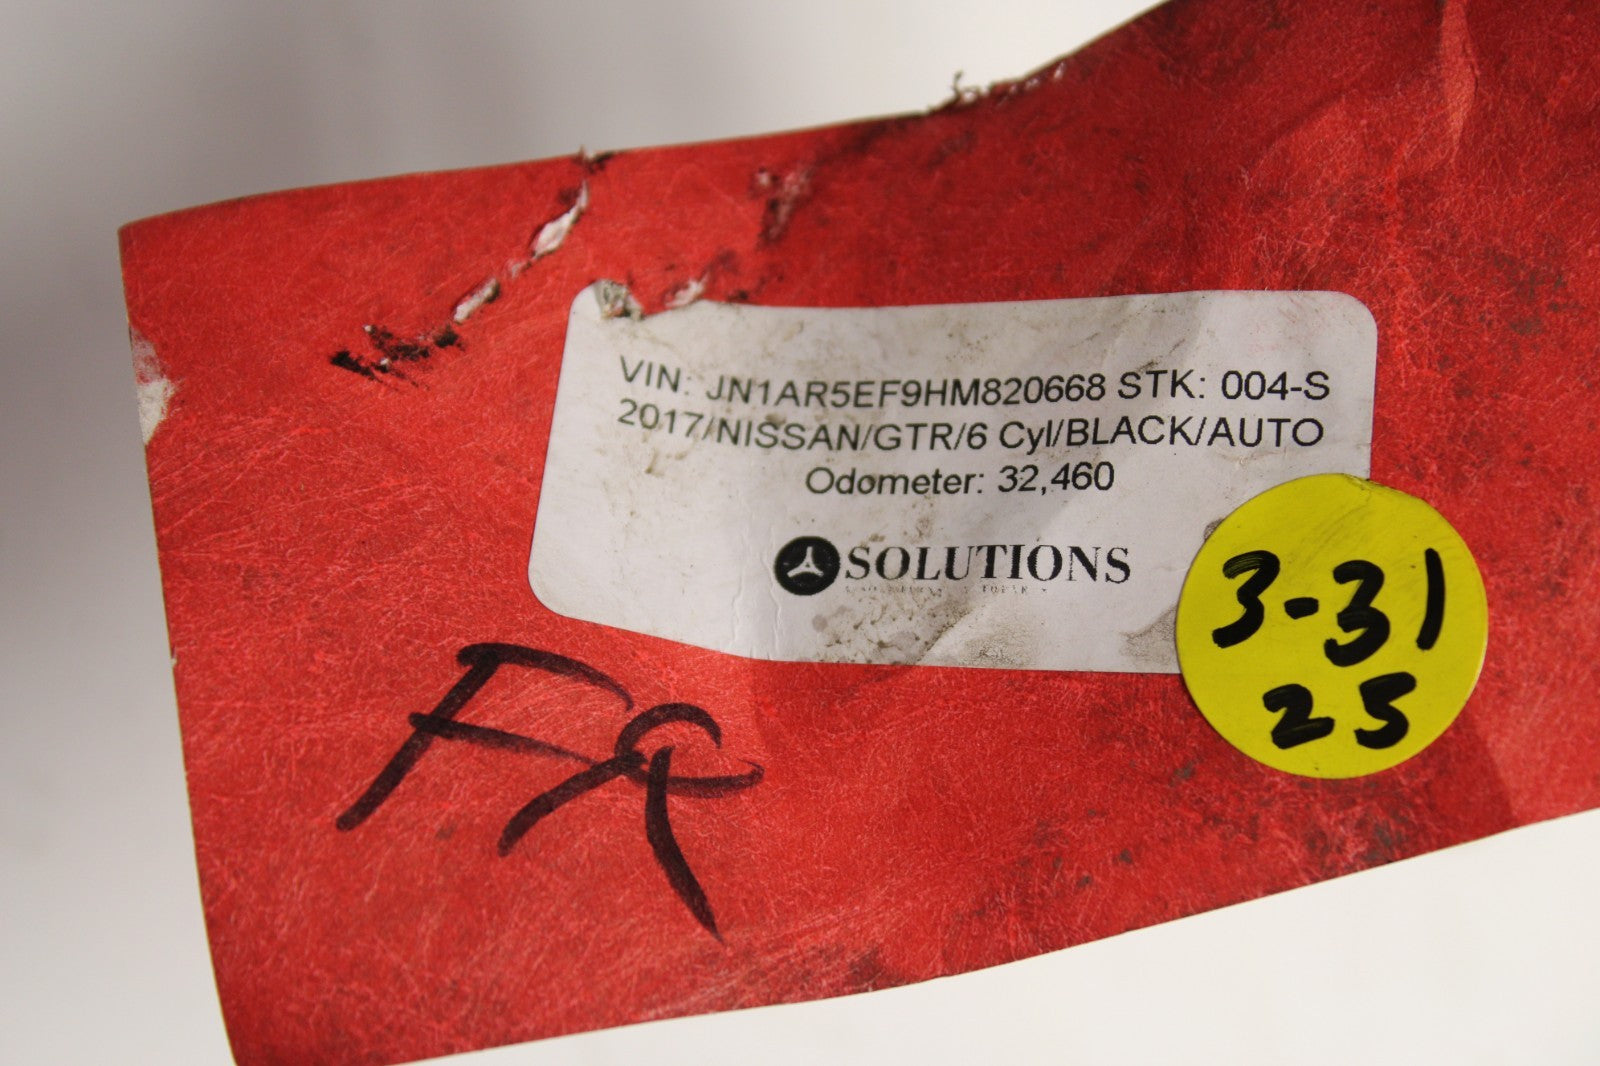 VIN: JN1AR5EF9HM820668 STK: 004-S
2017/NISSAN/GTR/6 Cyl/BLACK/AUTO
Odometer: 32,460
SOLUTIONS
3-31
25
FR